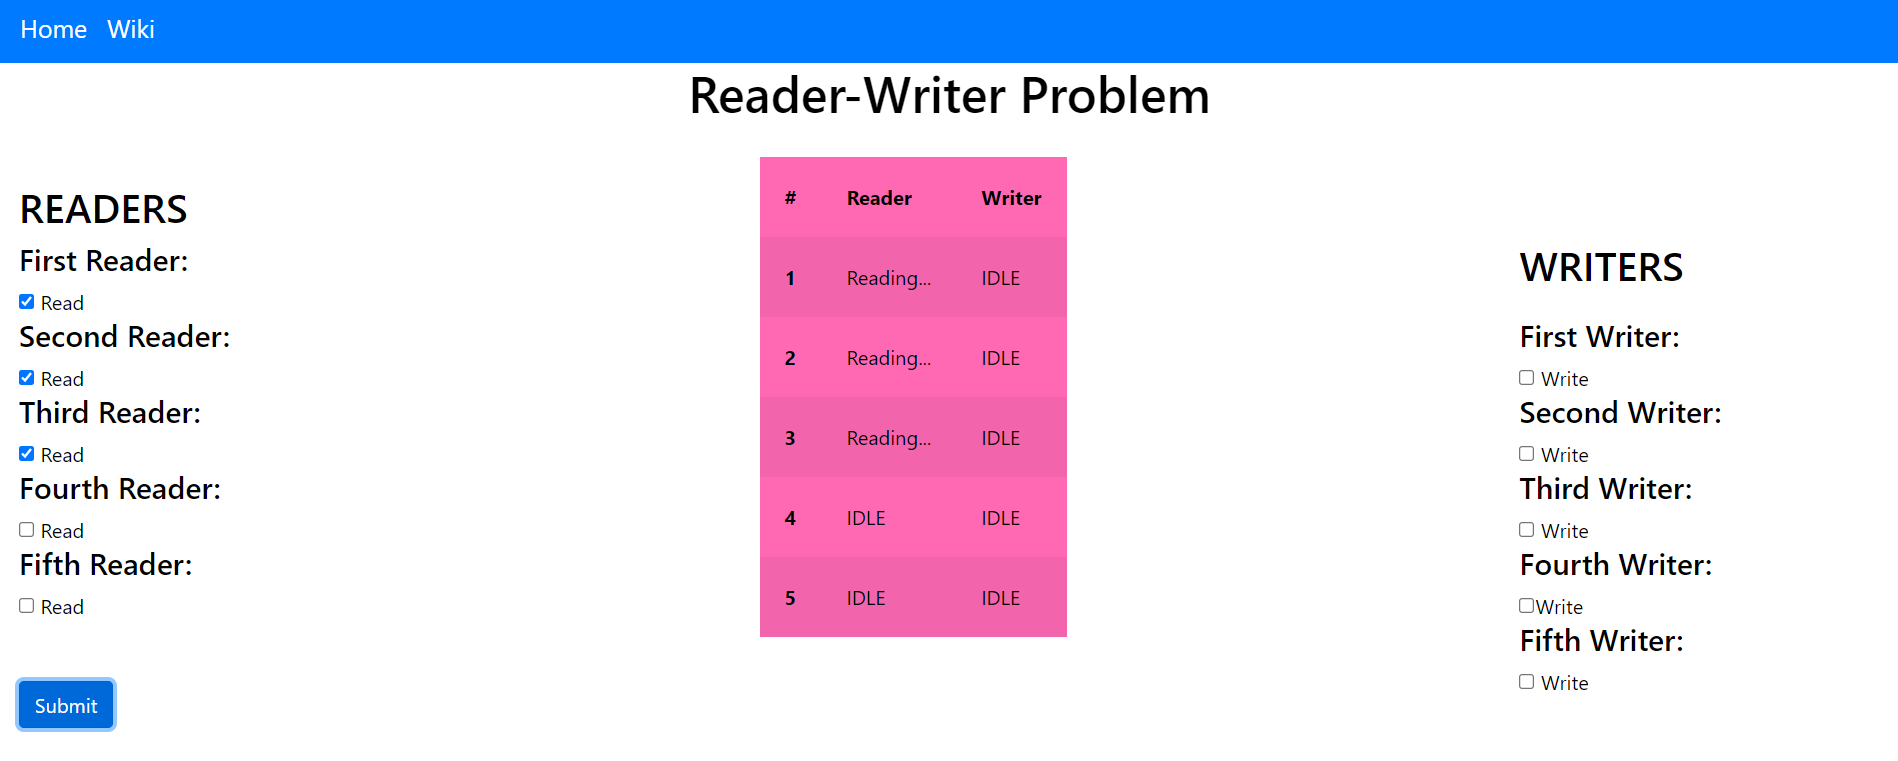 Home Wiki
Reader-Writer Problem
READERS
First Reader:
Read
Second Reader:
Read
Third Reader:
Read
Fourth Reader:
Read
Fifth Reader:
Read
Submit
# Reader Writer
1 Reading... IDLE
2 Reading... IDLE
3 Reading... IDLE
4 IDLE IDLE
5 IDLE IDLE
WRITERS
First Writer:
Write
Second Writer:
Write
Third Writer:
Write
Fourth Writer:
Write
Fifth Writer:
Write